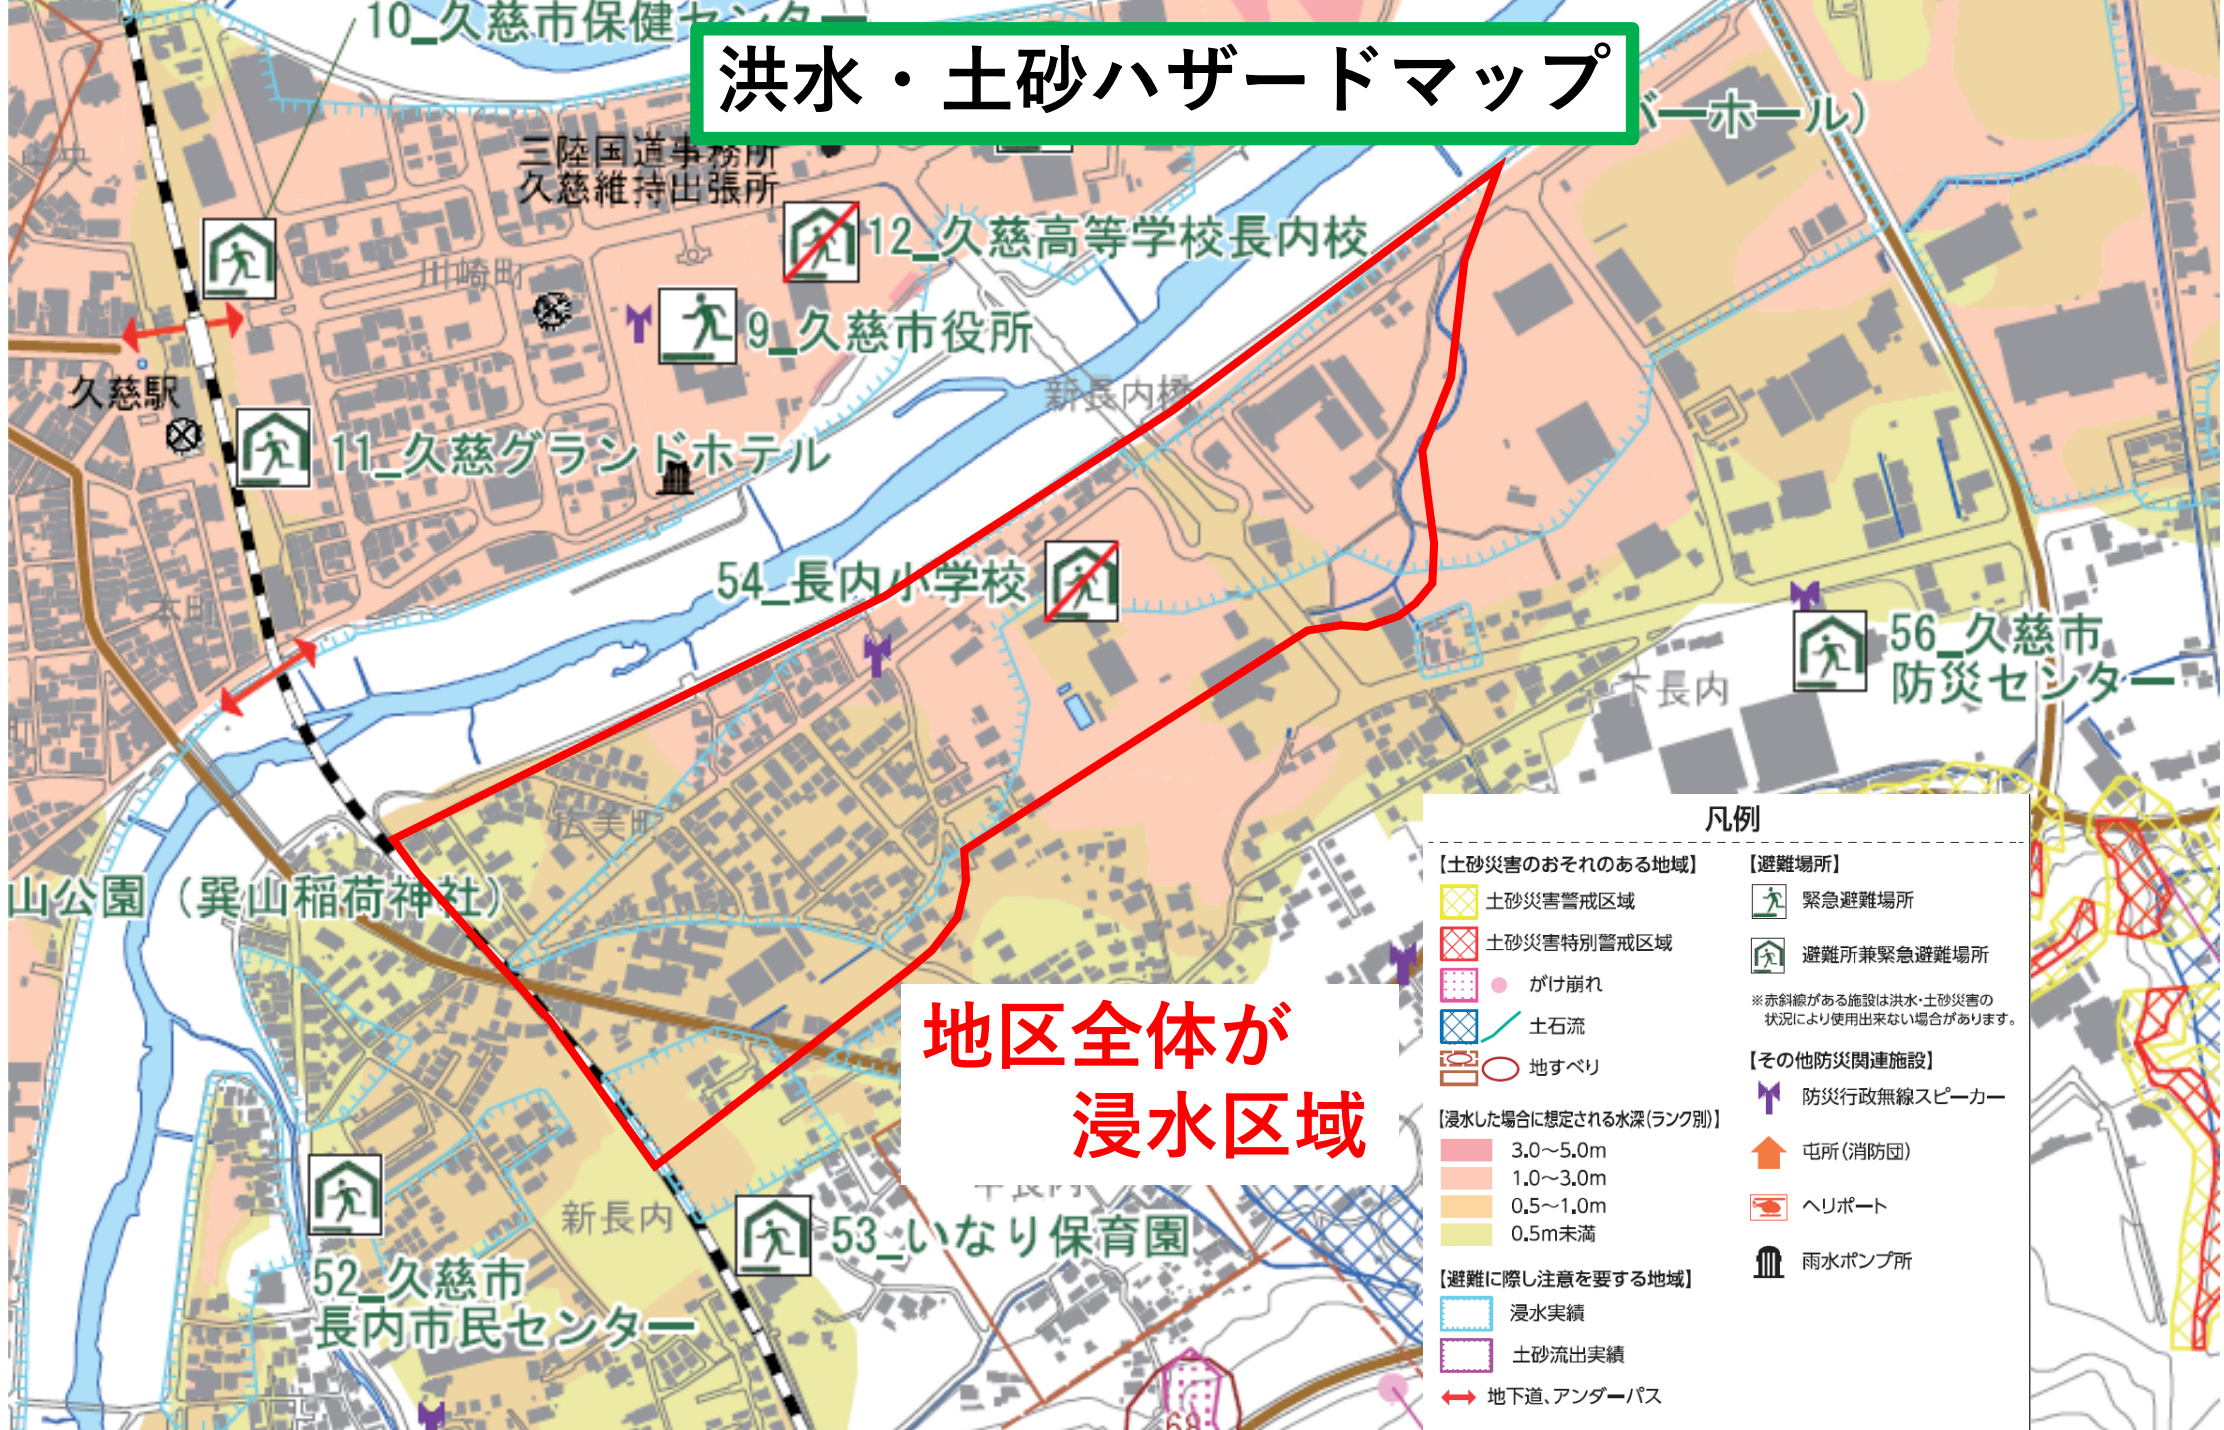 10_久慈市保健センター
洪水・土砂ハザードマップ
バーホール)
三陸国道事務所
久慈維持出張所
中央
12_久慈高等学校長内校
川崎町
9_久慈市役所
久慈駅
新長内橋
11_久慈グランドホテル
54_長内小学校
本町
56_久慈市
防災センター
下長内
広美町
山公園（巽山稲荷神社）
地区全体が
浸水区域
中長内
新長内
53_いなり保育園
52_久慈市
長内市民センター
68
凡例
【土砂災害のおそれのある地域】
土砂災害警戒区域
土砂災害特別警戒区域
がけ崩れ
土石流
地すべり
【浸水した場合に想定される水深(ランク別)】
3.0～5.0m
1.0～3.0m
0.5～1.0m
0.5m未満
【避難に際し注意を要する地域】
浸水実績
土砂流出実績
地下道、アンダーパス
【避難場所】
緊急避難場所
避難所兼緊急避難場所
※赤斜線がある施設は洪水・土砂災害の
状況により使用出来ない場合があります。
【その他防災関連施設】
防災行政無線スピーカー
屯所(消防団)
ヘリポート
雨水ポンプ所